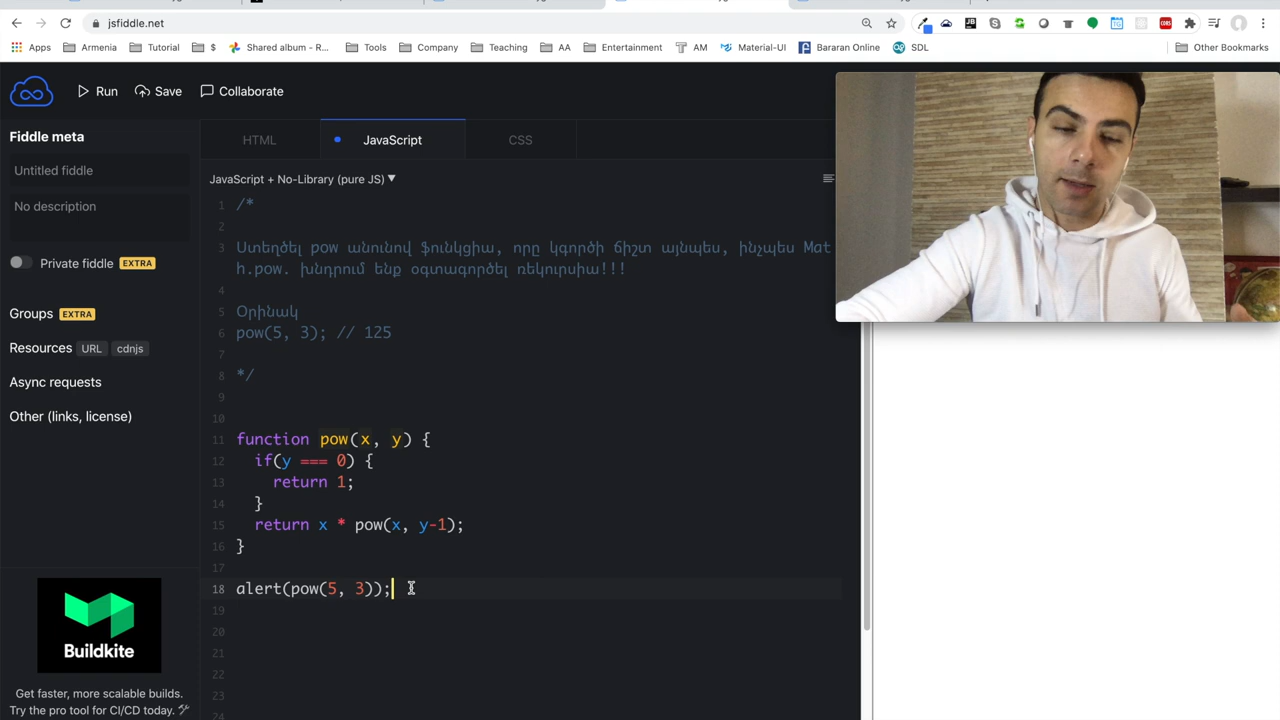 jsfiddle.net
Apps Armenia Tutorial $ Shared album - R... Tools Company Teaching AA Entertainment AM Material-UI Bararan Online SDL Other Bookmarks
Run Save Collaborate
Fiddle meta
Untitled fiddle
No description
Private fiddle EXTRA
Groups EXTRA
Resources URL cdnjs
Async requests
Other (links, license)
Buildkite
Get faster, more scalable builds.
Try the pro tool for CI/CD today.
HTML JavaScript CSS
JavaScript + No-Library (pure JS)
1 /*
2
3 Ստեղծել pow անունով ֆունկցիա, որը կգործի ճիշտ այնպես, ինչպես Mat
h.pow. խնդրում ենք օգտագործել ռեկուրսիա!!!
4
5 Օրինակ
6 pow(5, 3); // 125
7
8 */
9
10
11 function pow(x, y) {
12 if(y === 0) {
13 return 1;
14 }
15 return x * pow(x, y-1);
16 }
17
18 alert(pow(5, 3));
19
20
21
22
23
24